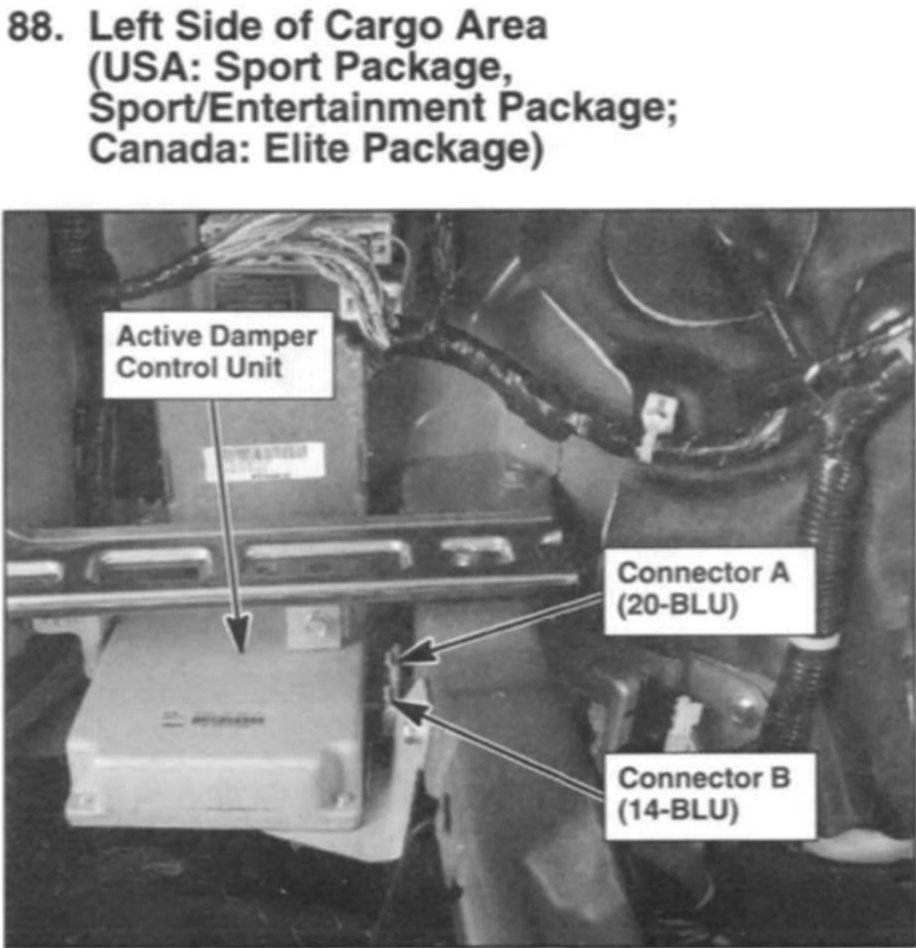 88. Left Side of Cargo Area
(USA: Sport Package,
Sport/Entertainment Package;
Canada: Elite Package)
Active Damper
Control Unit
Connector A
(20-BLU)
Connector B
(14-BLU)